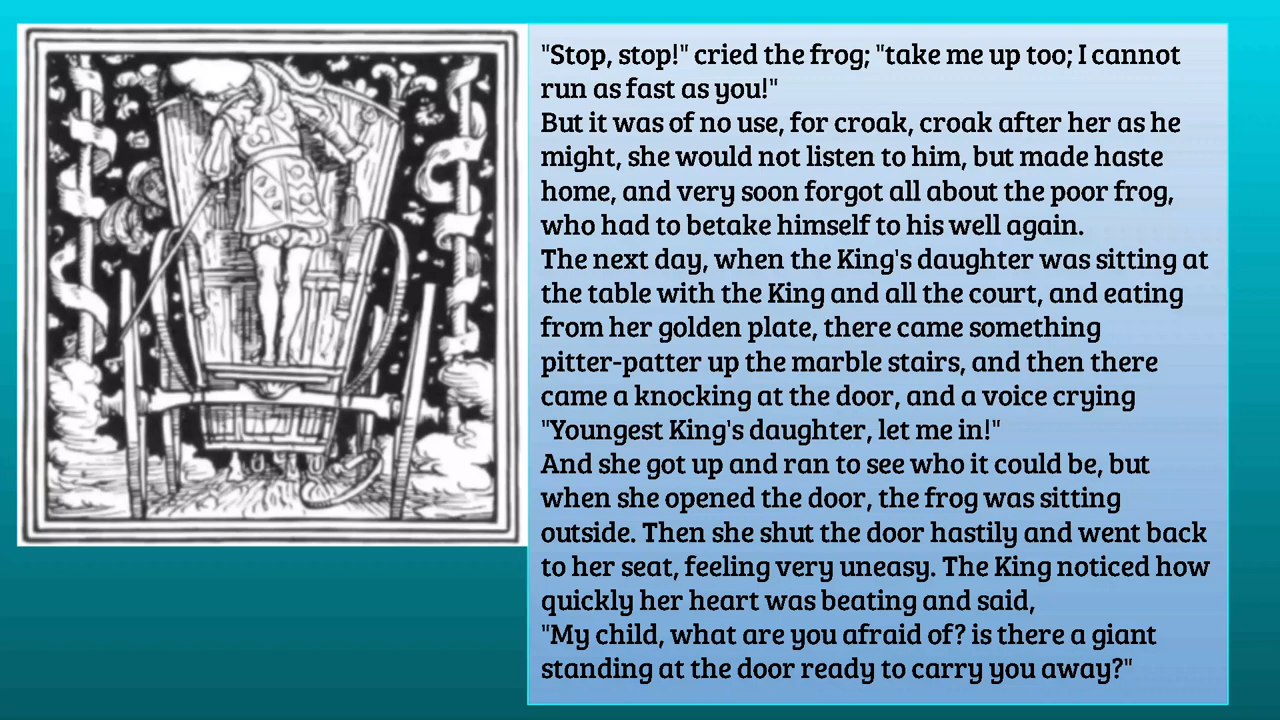 "Stop, stop!" cried the frog; "take me up too; I cannot
run as fast as you!"
But it was of no use, for croak, croak after her as he
might, she would not listen to him, but made haste
home, and very soon forgot all about the poor frog,
who had to betake himself to his well again.
The next day, when the King's daughter was sitting at
the table with the King and all the court, and eating
from her golden plate, there came something
pitter-patter up the marble stairs, and then there
came a knocking at the door, and a voice crying
"Youngest King's daughter, let me in!"
And she got up and ran to see who it could be, but
when she opened the door, the frog was sitting
outside. Then she shut the door hastily and went back
to her seat, feeling very uneasy. The King noticed how
quickly her heart was beating and said,
"My child, what are you afraid of? is there a giant
standing at the door ready to carry you away?"